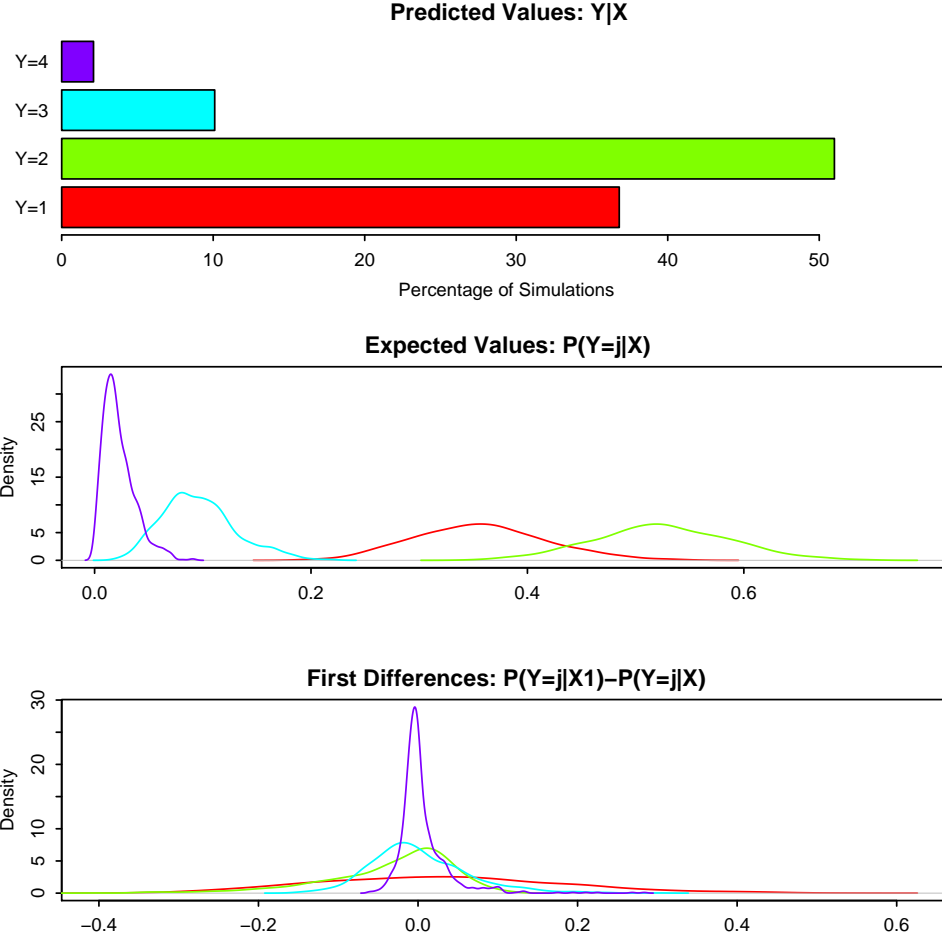 Predicted Values: Y|X
Y=4
Y=3
Y=2
Y=1
0 10 20 30 40 50
Percentage of Simulations
Expected Values: P(Y=j|X)
Density
25
15
5
0
0.0 0.2 0.4 0.6
First Differences: P(Y=j|X1)−P(Y=j|X)
Density
30
20
10
5
0
−0.4 −0.2 0.0 0.2 0.4 0.6